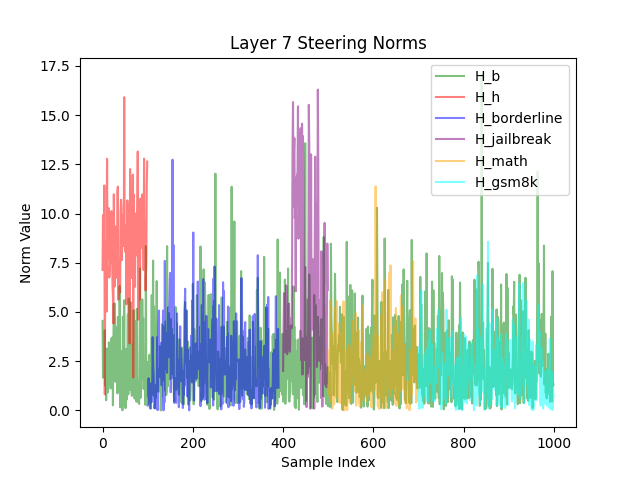 Layer 7 Steering Norms
Norm Value
17.5
15.0
12.5
10.0
7.5
5.0
2.5
0.0
H_b
H_h
H_borderline
H_jailbreak
H_math
H_gsm8k
0
200
400
600
800
1000
Sample Index